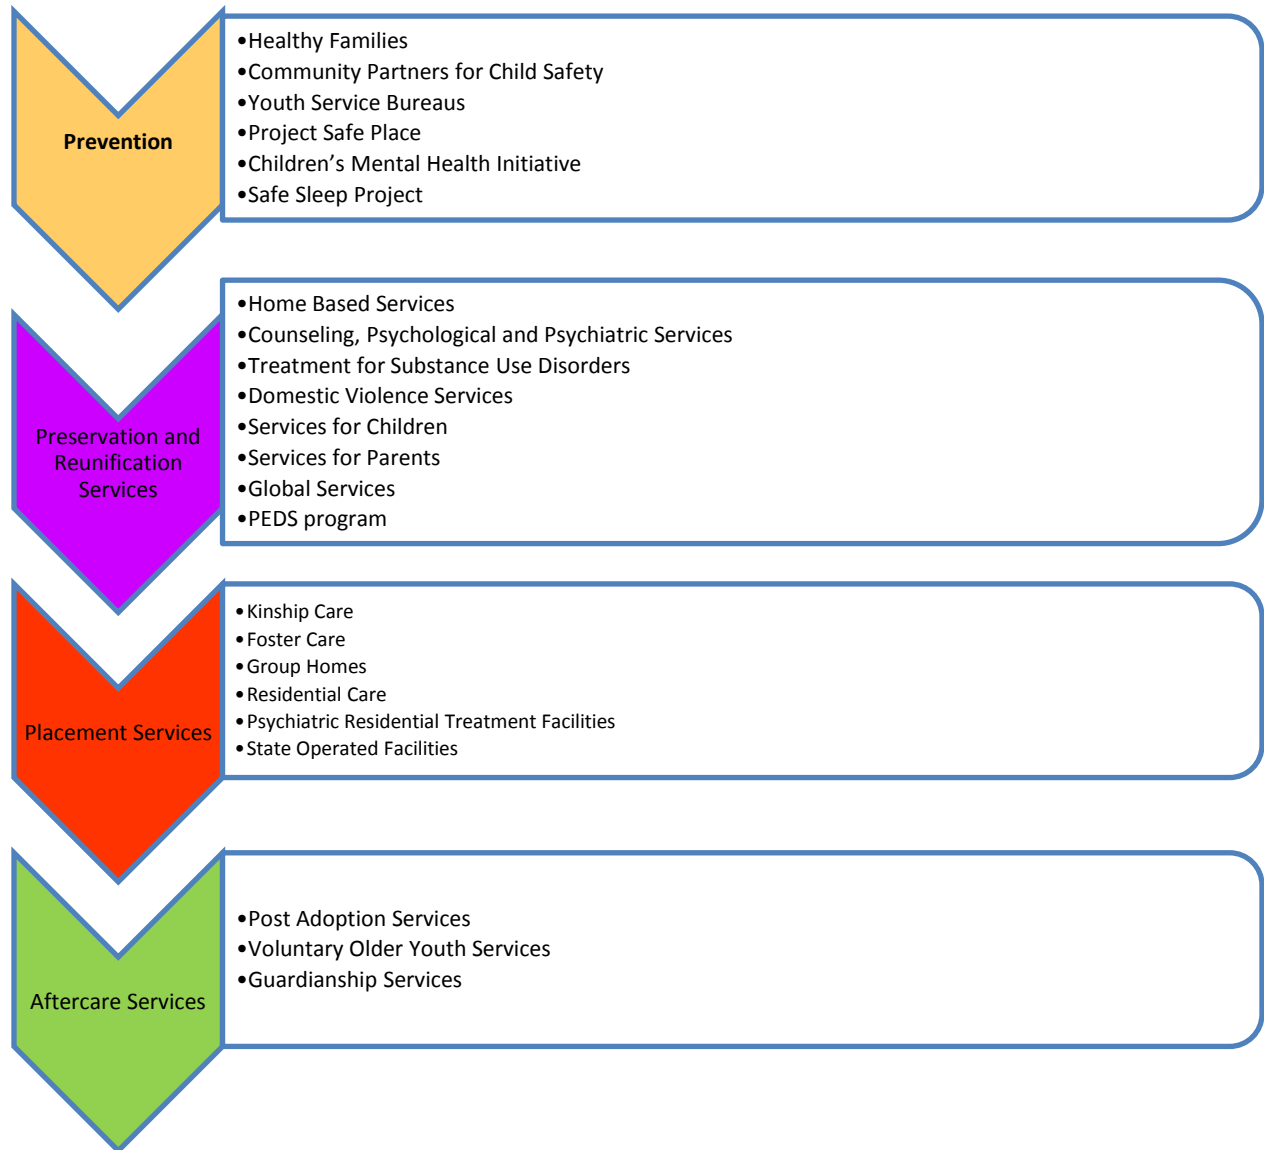 Prevention
•Healthy Families
•Community Partners for Child Safety
•Youth Service Bureaus
•Project Safe Place
•Children’s Mental Health Initiative
•Safe Sleep Project
Preservation and
Reunification
Services
•Home Based Services
•Counseling, Psychological and Psychiatric Services
•Treatment for Substance Use Disorders
•Domestic Violence Services
•Services for Children
•Services for Parents
•Global Services
•PEDS program
Placement Services
•Kinship Care
•Foster Care
•Group Homes
•Residential Care
•Psychiatric Residential Treatment Facilities
•State Operated Facilities
Aftercare Services
•Post Adoption Services
•Voluntary Older Youth Services
•Guardianship Services